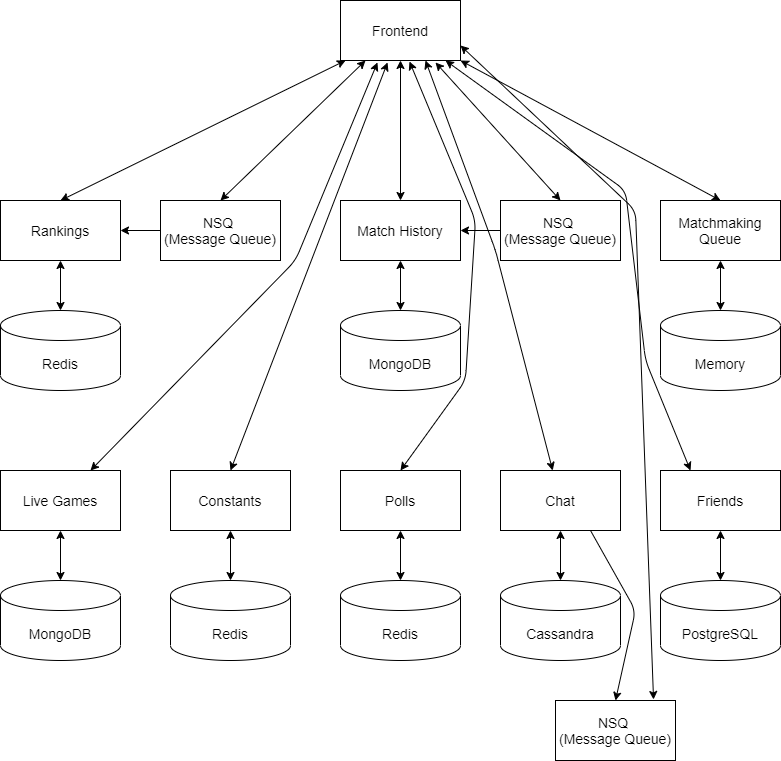 Frontend
Rankings
NSQ
(Message Queue)
Match History
NSQ
(Message Queue)
Matchmaking
Queue
Redis
MongoDB
Memory
Live Games
Constants
Polls
Chat
Friends
MongoDB
Redis
Redis
Cassandra
PostgreSQL
NSQ
(Message Queue)